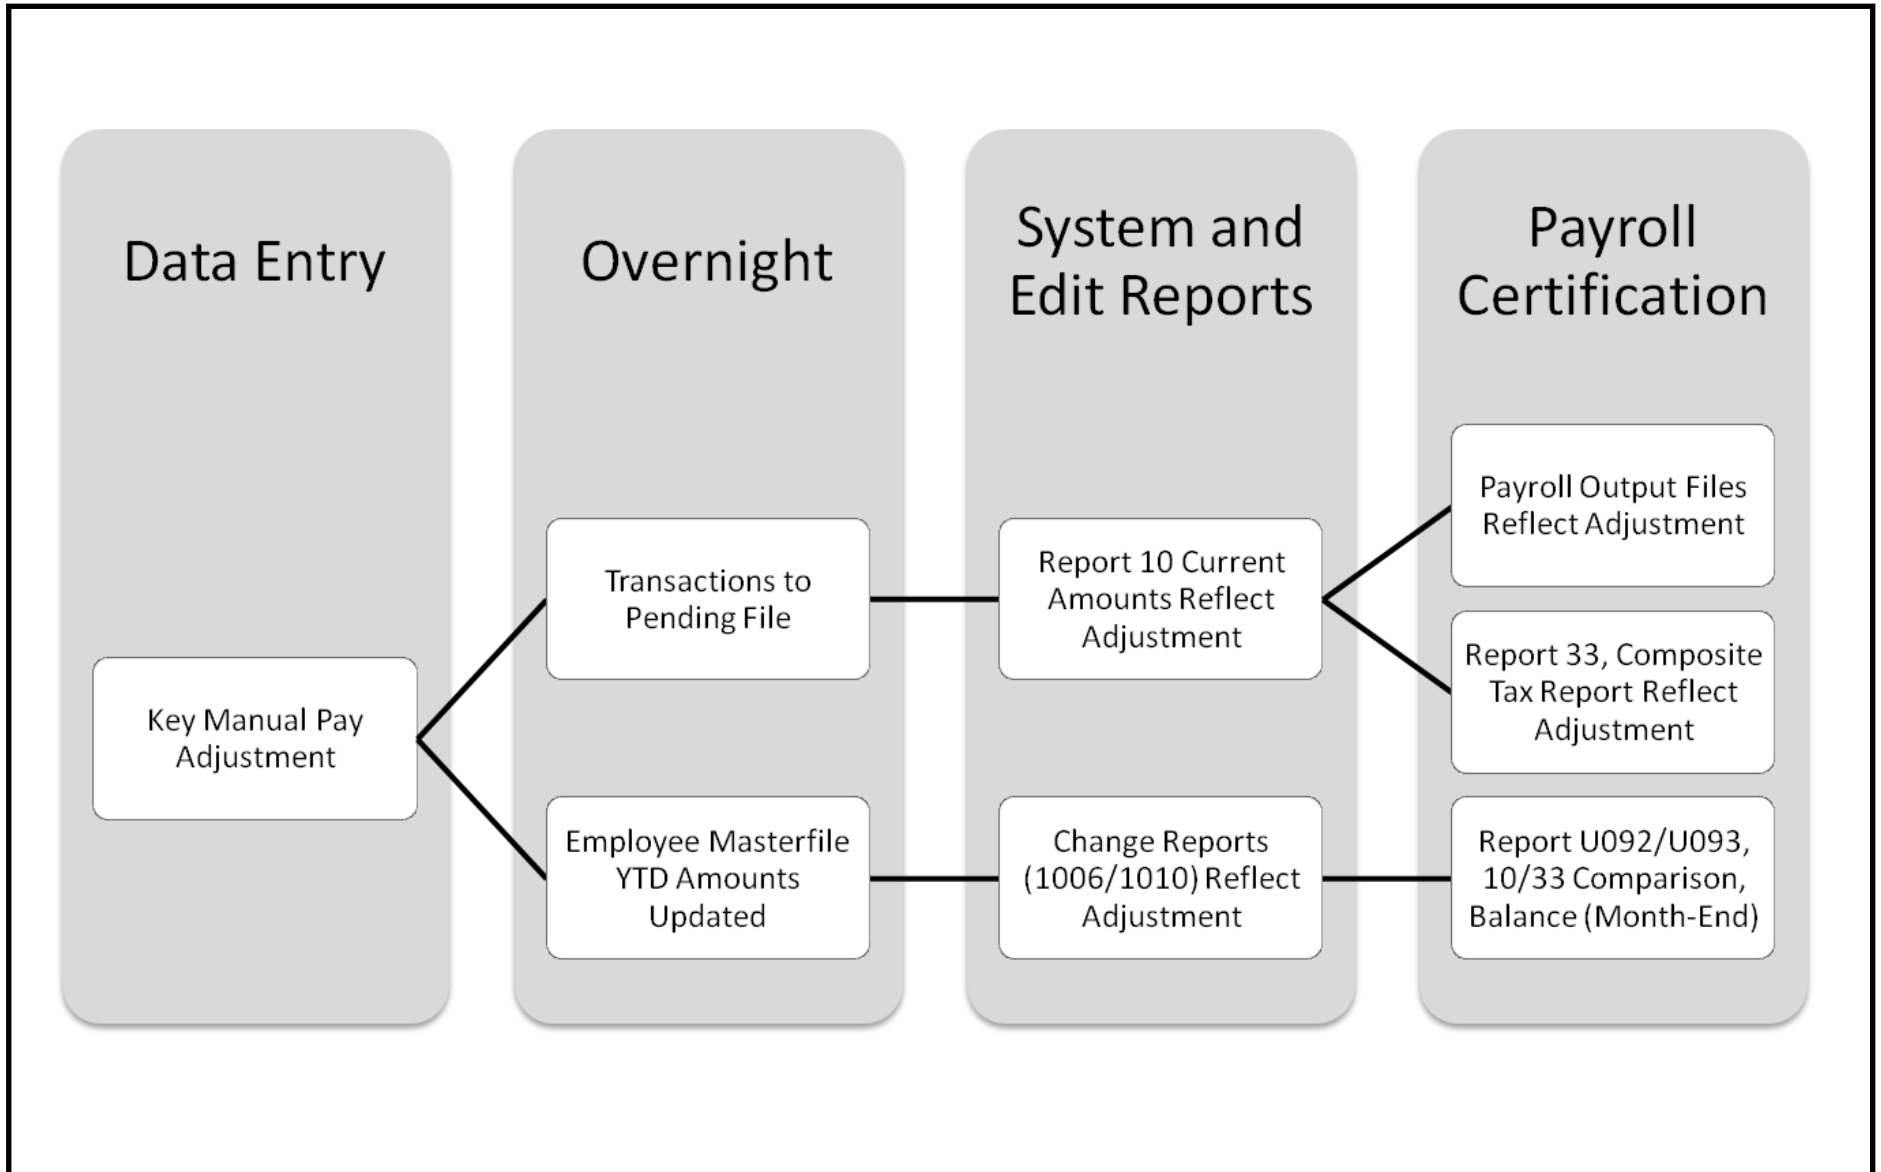 Data Entry
Overnight
System and
Edit Reports
Payroll
Certification
Key Manual Pay
Adjustment
Transactions to
Pending File
Employee Masterfile
YTD Amounts
Updated
Report 10 Current
Amounts Reflect
Adjustment
Change Reports
(1006/1010) Reflect
Adjustment
Payroll Output Files
Reflect Adjustment
Report 33, Composite
Tax Report Reflect
Adjustment
Report U092/U093,
10/33 Comparison,
Balance (Month-End)